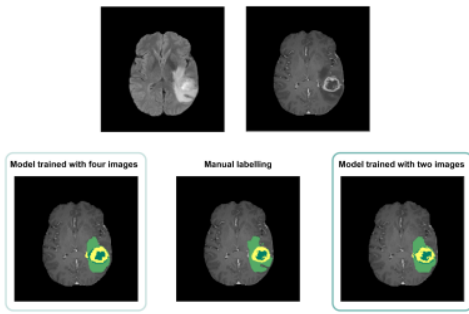 Model trained with four images
Manual labelling
Model trained with two images